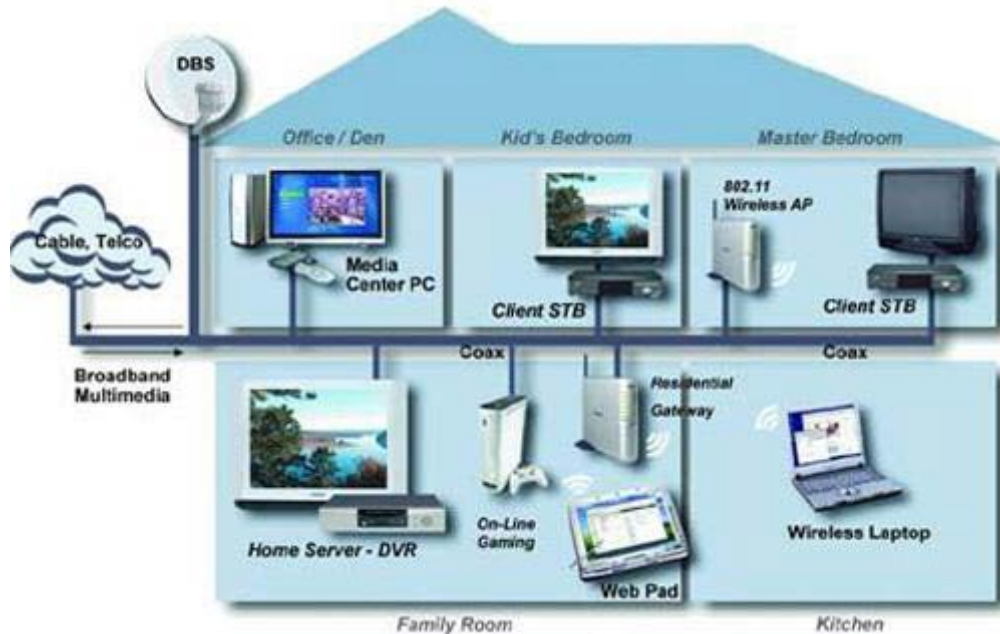 DBS
Office / Den
Kid's Bedroom
Master Bedroom
802.11
Wireless AP
Cable, Telco
Media
Center PC
Client STB
Client STB
Coax
Coax
Broadband
Multimedia
Residential
Gateway
On-Line
Gaming
Home Server - DVR
Wireless Laptop
Web Pad
Family Room
Kitchen